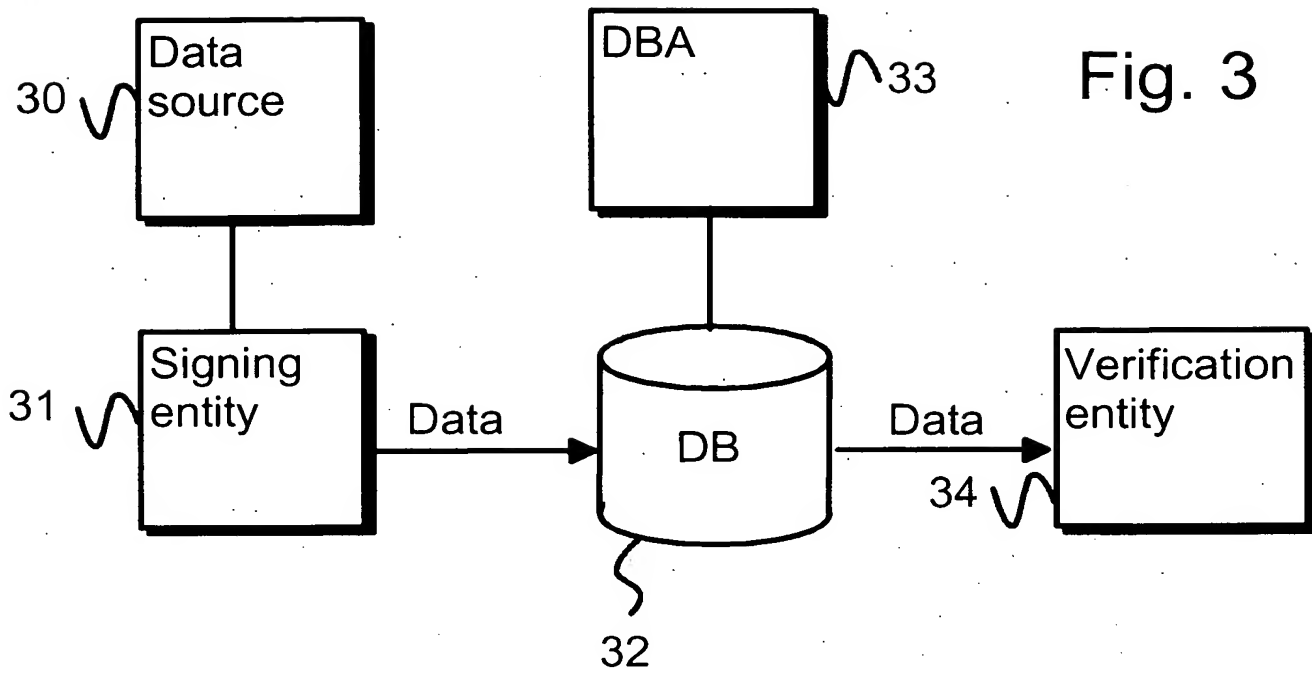 Data
source
30
DBA
33
Fig. 3
Signing
entity
31
Data
DB
32
Data
Verification
entity
34